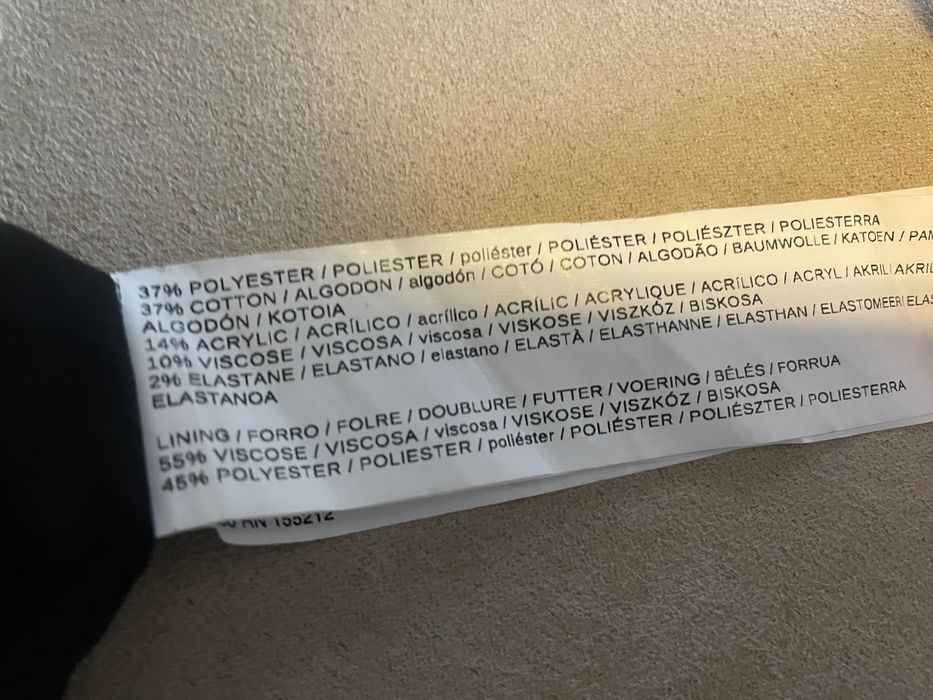 37% POLYESTER / POLIESTER / poliéster / POLIÉSTER / POLIÉSZTER / POLIESTERRA
37% COTTON / ALGODON / algodón / COTÓ / COTON / ALGODÃO / BAUMWOLLE / KATOEN /
ALGODÓN / KOTOIA
14% ACRYLIC / ACRÍLICO / acrílico / ACRÍLIC / ACRYLIQUE / ACRÍLICO / ACRYL / AKRIL / AKRIL
10% VISCOSE / VISCOSA / viscosa / VISKOSE / VISZKÓZ / BISKOSA
2% ELASTANE / ELASTANO / elastano / ELASTÀ / ELASTHANNE / ELASTHAN / ELASTOMEER
ELASTANOA
LINING / FORRO / FOLRE / DOUBLURE / FUTTER / VOERING / BÉLÉS / FORRUA
55% VISCOSE / VISCOSA / viscosa / VISKOSE / VISZKÓZ / BISKOSA
45% POLYESTER / POLIESTER / poliéster / POLIÉSTER / POLIÉSZTER / POLIESTERRA
RN 155212